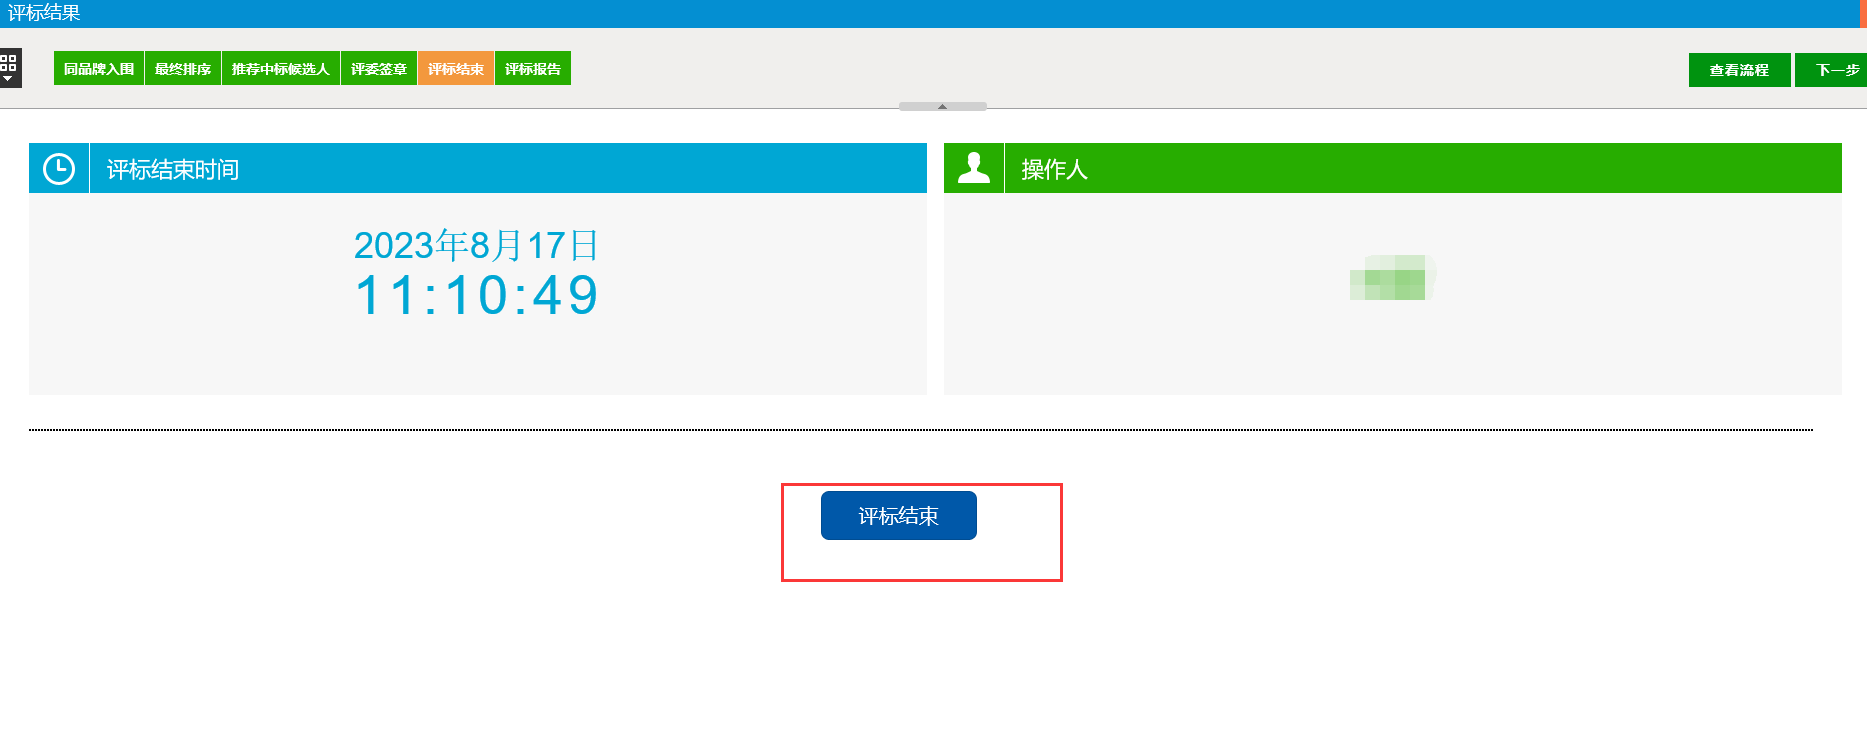 评标结果
同品牌入围 最终排序 推荐中标候选人 评委签章 评标结束 评标报告
查看流程 下一步
评标结束时间
2023年8月17日
11:10:49
操作人
评标结束